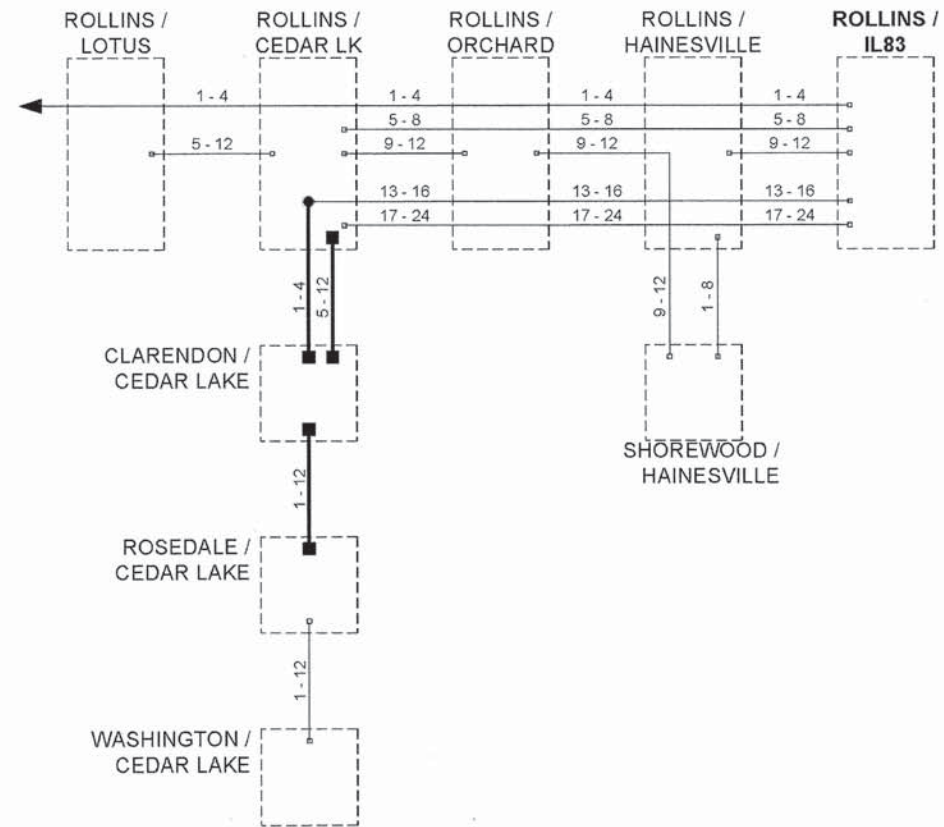 ROLLINS /
LOTUS
ROLLINS /
CEDAR LK
ROLLINS /
ORCHARD
ROLLINS /
HAINESVILLE
ROLLINS /
IL83
1 - 4
1 - 4
1 - 4
1 - 4
5 - 8
5 - 8
5 - 8
5 - 12
9 - 12
9 - 12
9 - 12
13 - 16
13 - 16
13 - 16
17 - 24
17 - 24
17 - 24
1 - 4
5 - 12
9 - 12
1 - 8
CLARENDON /
CEDAR LAKE
SHOREWOOD /
HAINESVILLE
1 - 12
ROSEDALE /
CEDAR LAKE
1 - 12
WASHINGTON /
CEDAR LAKE